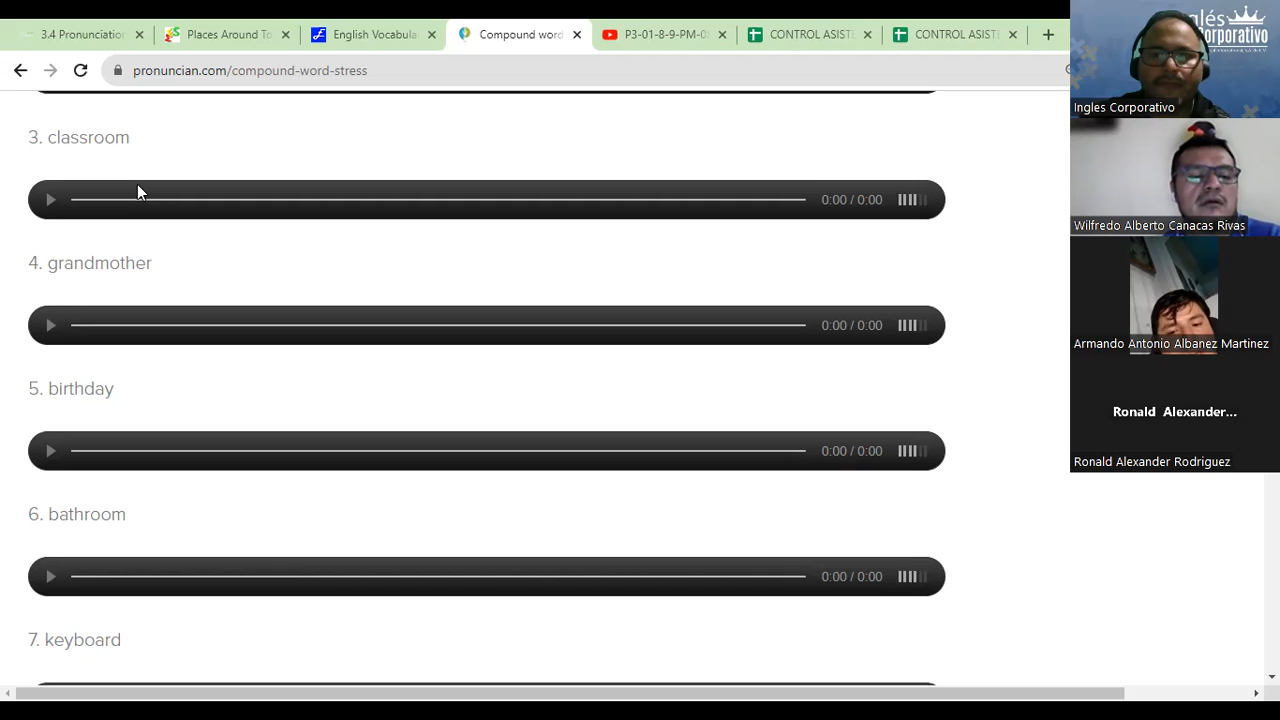 3.4 Pronunciation
Places Around To
English Vocabula
Compound word
P3-01-8-9-PM-0
CONTROL ASIST
CONTROL ASIST
pronuncian.com/compound-word-stress
3. classroom
0:00 / 0:00
4. grandmother
0:00 / 0:00
5. birthday
0:00 / 0:00
6. bathroom
0:00 / 0:00
7. keyboard
Inglés
Corporativo
Ingles Corporativo
Wilfredo Alberto Canacas Rivas
Armando Antonio Albanez Martinez
Ronald Alexander...
Ronald Alexander Rodriguez